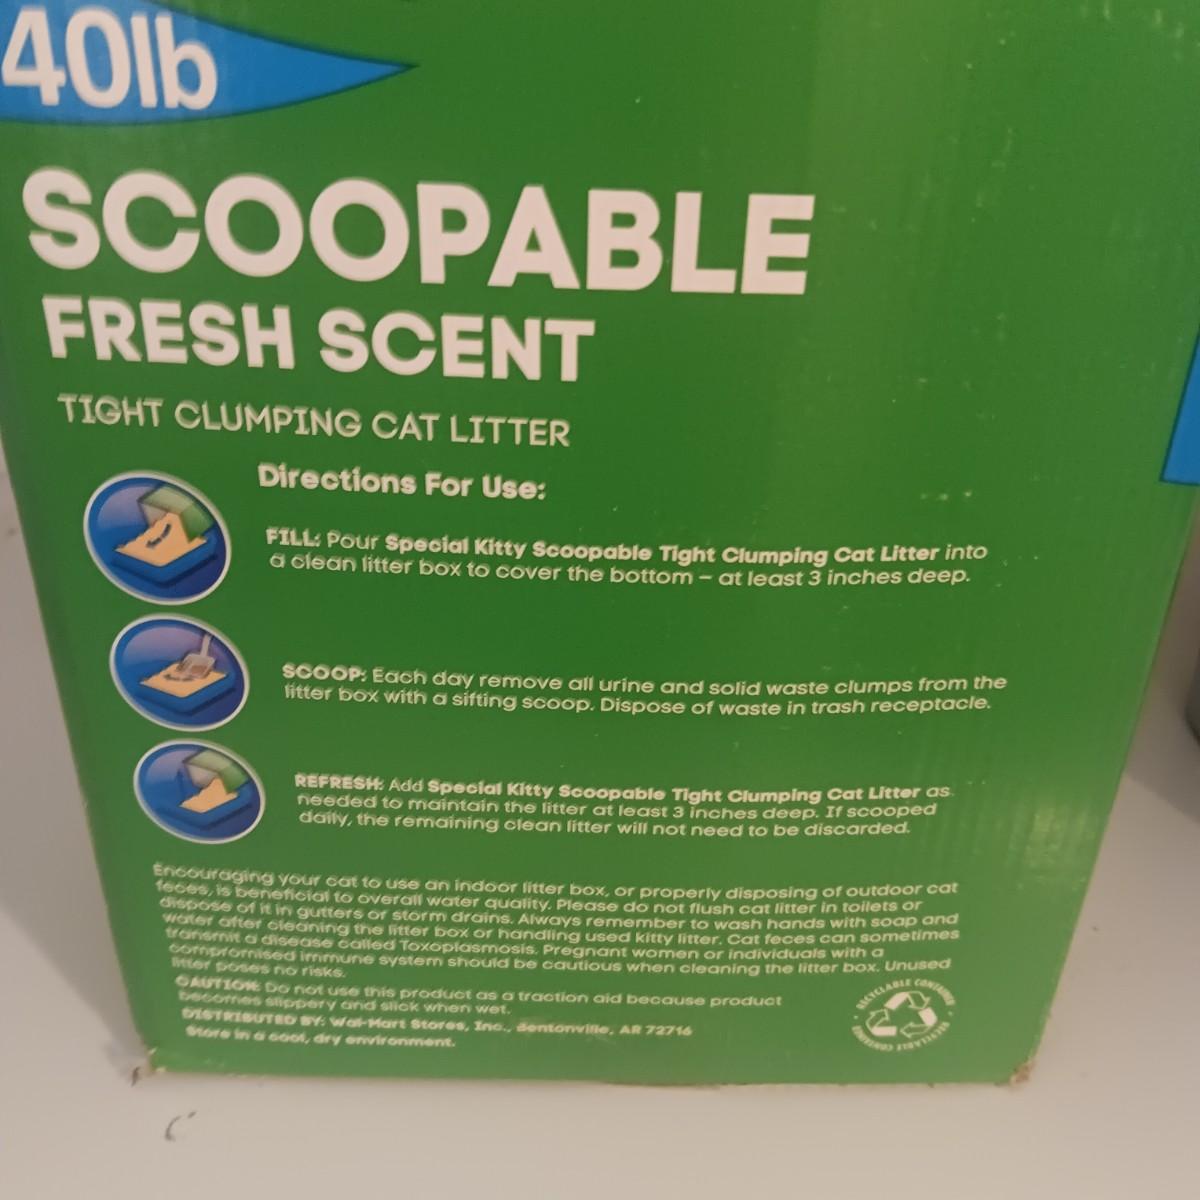 40lb
SCOOPABLE
FRESH SCENT
TIGHT CLUMPING CAT LITTER
Directions For Use:
FILL: Pour Special Kitty Scoopable Tight Clumping Cat Litter into
a clean litter box to cover the bottom – at least 3 inches deep.
SCOOP: Each day remove all urine and solid waste clumps from the
litter box with a sifting scoop. Dispose of waste in trash receptacle.
REFRESH: Add Special Kitty Scoopable Tight Clumping Cat Litter as
needed to maintain the litter at least 3 inches deep. If scooped
daily, the remaining clean litter will not need to be discarded.
Encouraging your cat to use an indoor litter box, or properly disposing of outdoor cat
feces, is beneficial to overall water quality. Please do not flush cat litter in toilets or
dispose of it in gutters or storm drains. Always remember to wash hands with soap and
water after cleaning the litter box or handling used kitty litter. Cat feces can sometimes
transmit a disease called Toxoplasmosis. Pregnant women or individuals with a
compromised immune system should be cautious when cleaning the litter box. Unused
litter poses no risks.
CAUTION: Do not use this product as a traction aid because product
becomes slippery and slick when wet.
DISTRIBUTED BY: Wal-Mart Stores, Inc., Bentonville, AR 72716
Store in a cool, dry environment.
RECYCLABLE CONTAINER
RECYCLABLE CONTAINER